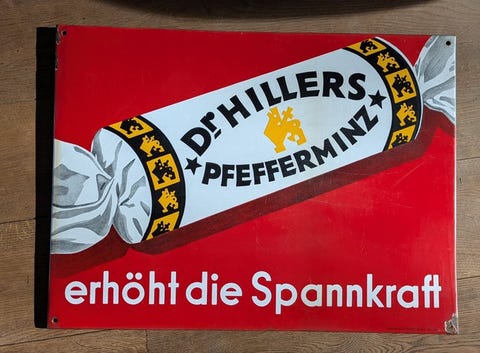 Dr HILLERS
★ PFEFFERMINZ ★
erhöht die Spannkraft